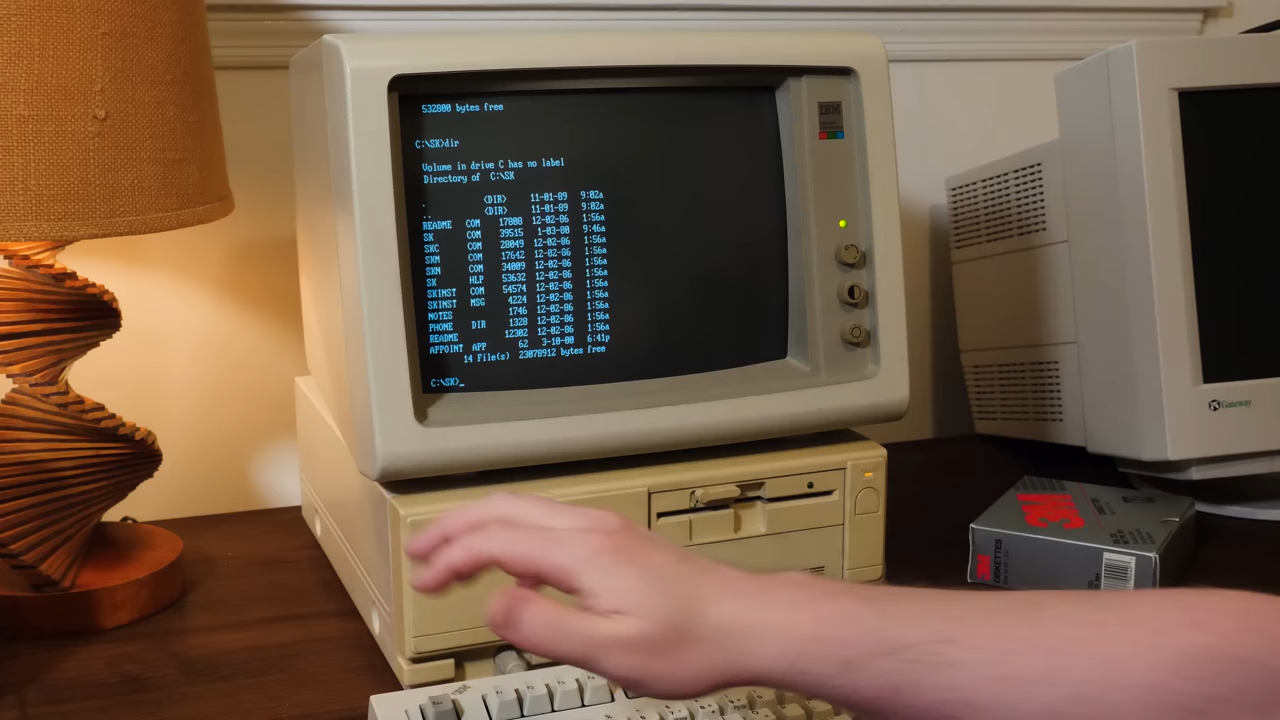 532800 bytes free
C:\SK>dir
Volume in drive C has no label
Directory of C:\SK
. <DIR> 11-01-89 9:02a
.. <DIR> 11-01-89 9:02a
README COM 17808 12-02-86 1:56a
SK COM 39515 1-03-80 9:46a
SKC COM 28049 12-02-86 1:56a
SKM COM 17642 12-02-86 1:56a
SKN COM 34009 12-02-86 1:56a
SK HLP 53632 12-02-86 1:56a
SKINST COM 54574 12-02-86 1:56a
SKINST MSG 4224 12-02-86 1:56a
NOTES 1746 12-02-86 1:56a
PHONE DIR 1328 12-02-86 1:56a
README 12302 12-02-86 1:56a
APPOINT APP 62 3-10-00 6:41p
14 File(s) 23078912 bytes free
C:\SK>_
IBM
Gateway
3M
3M
DISKETTES
IBM